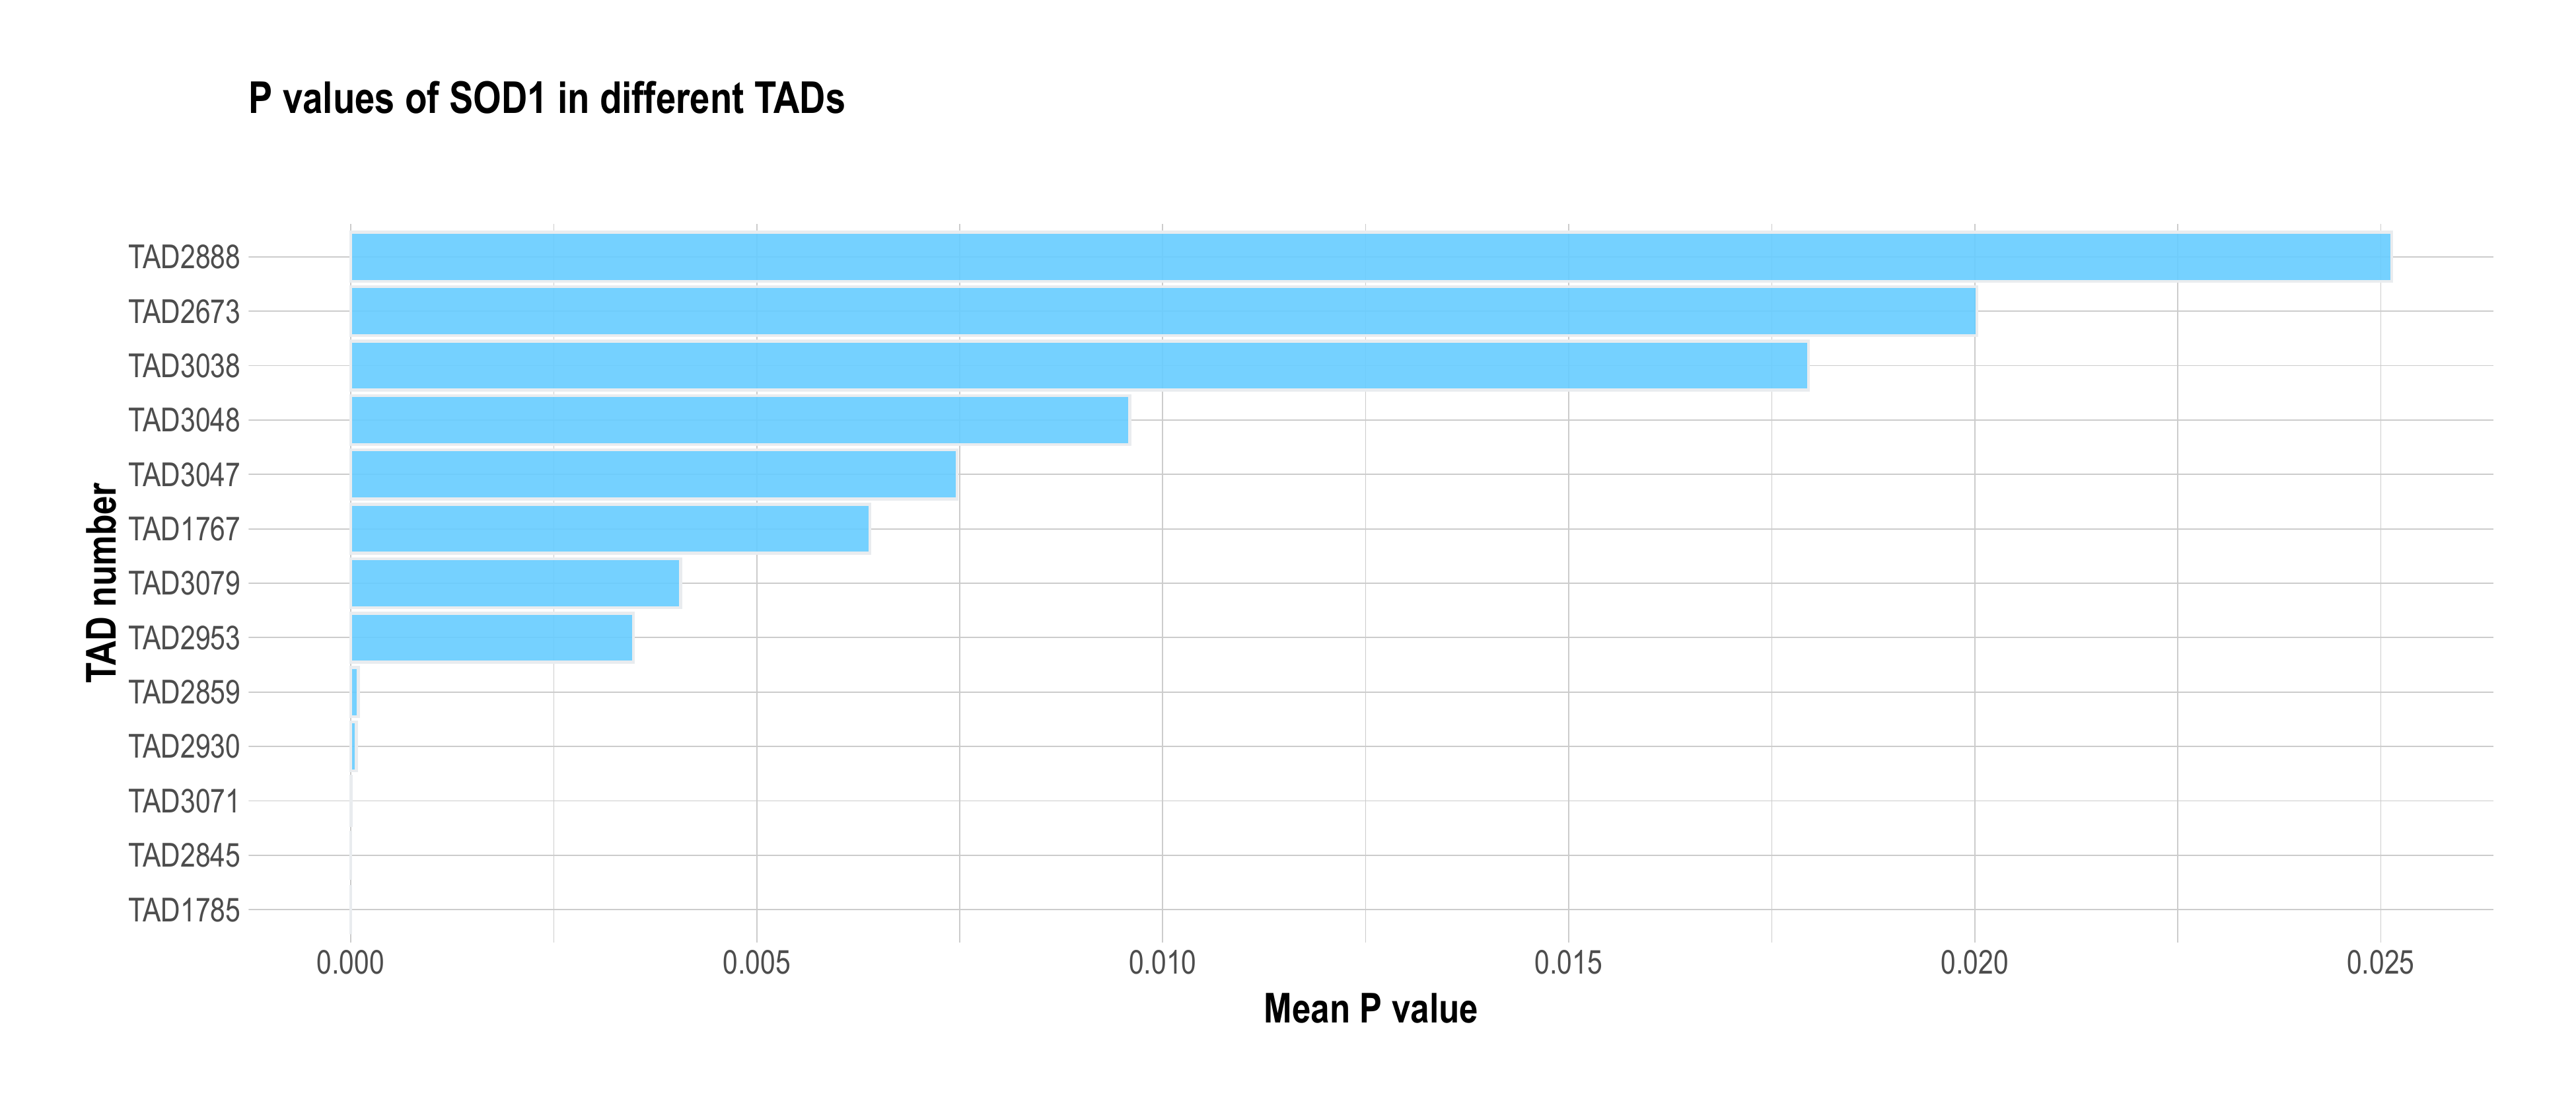 P values of SOD1 in different TADs
TAD number
TAD2888
TAD2673
TAD3038
TAD3048
TAD3047
TAD1767
TAD3079
TAD2953
TAD2859
TAD2930
TAD3071
TAD2845
TAD1785
0.000 0.005 0.010 0.015 0.020 0.025
Mean P value